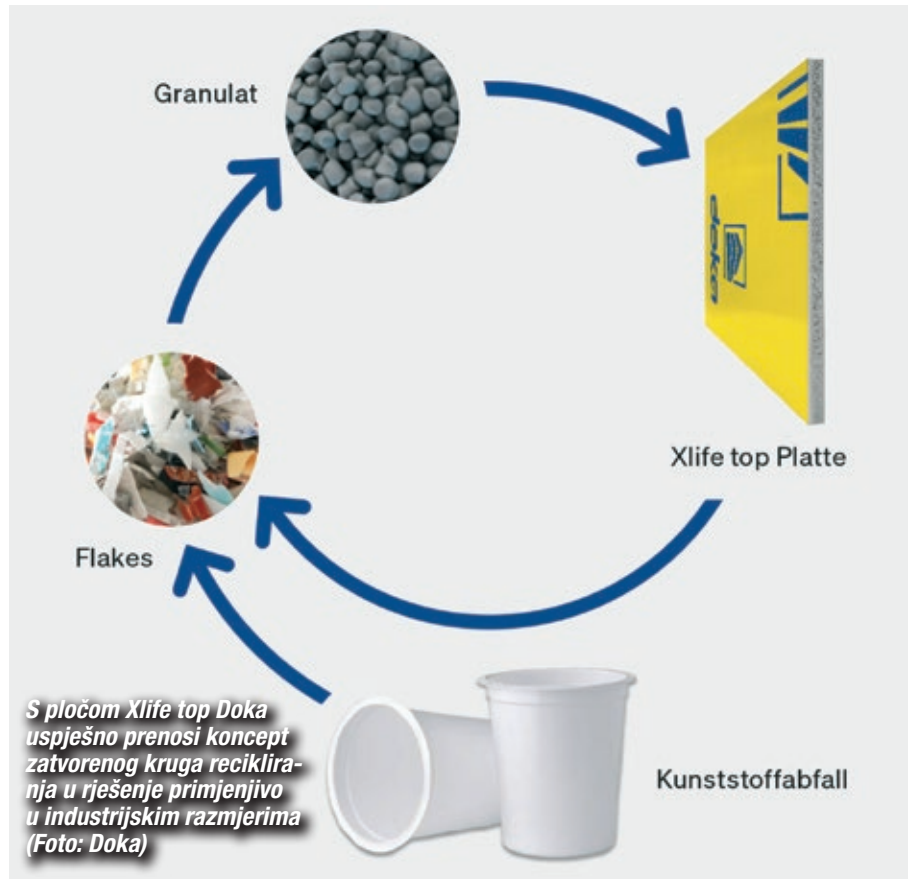 Granulat
doka
Xlife top Platte
Flakes
S pločom Xlife top Doka
uspješno prenosi koncept
zatvorenog kruga reciklira-
nja u rješenje primjenjivo
u industrijskim razmjerima
(Foto: Doka)
Kunststoffabfall